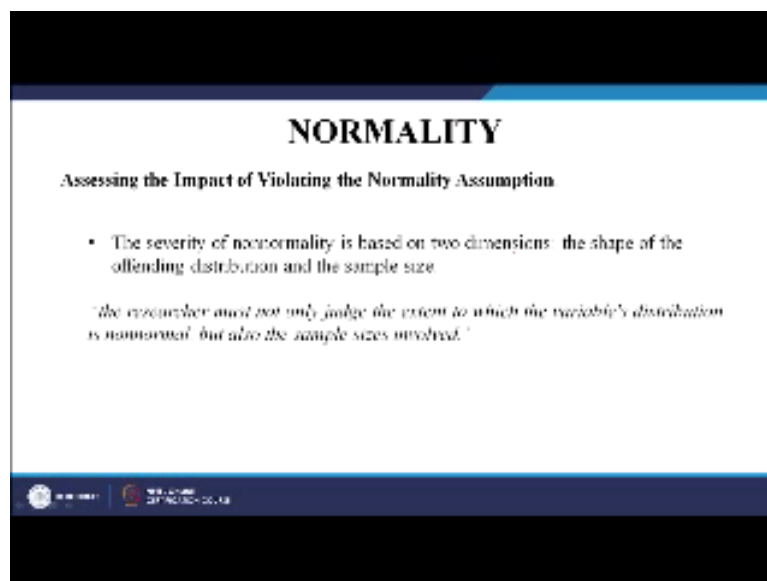 NORMALITY
Assessing the Impact of Violating the Normality Assumption
• The severity of nonnormality is based on two dimensions: the shape of the
offending distribution and the sample size
"the researcher must not only judge the extent to which the variable's distribution
is nonnormal, but also the sample sizes involved."
CERTIFICATION COURSE